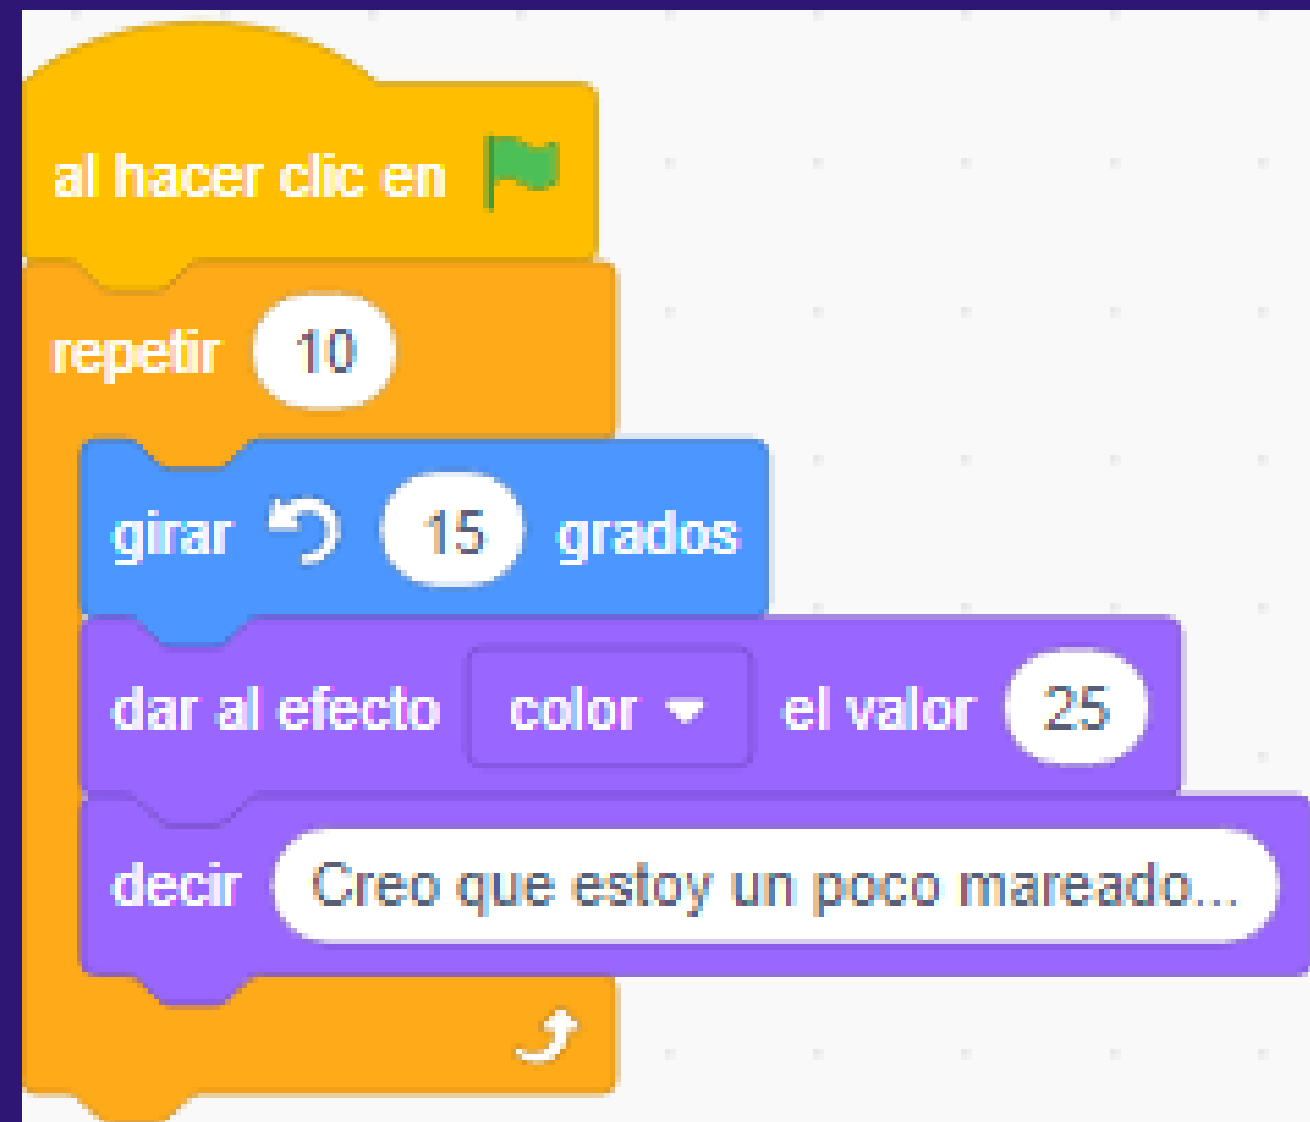 al hacer clic en
repetir 10
girar 15 grados
dar al efecto color el valor 25
decir Creo que estoy un poco mareado...